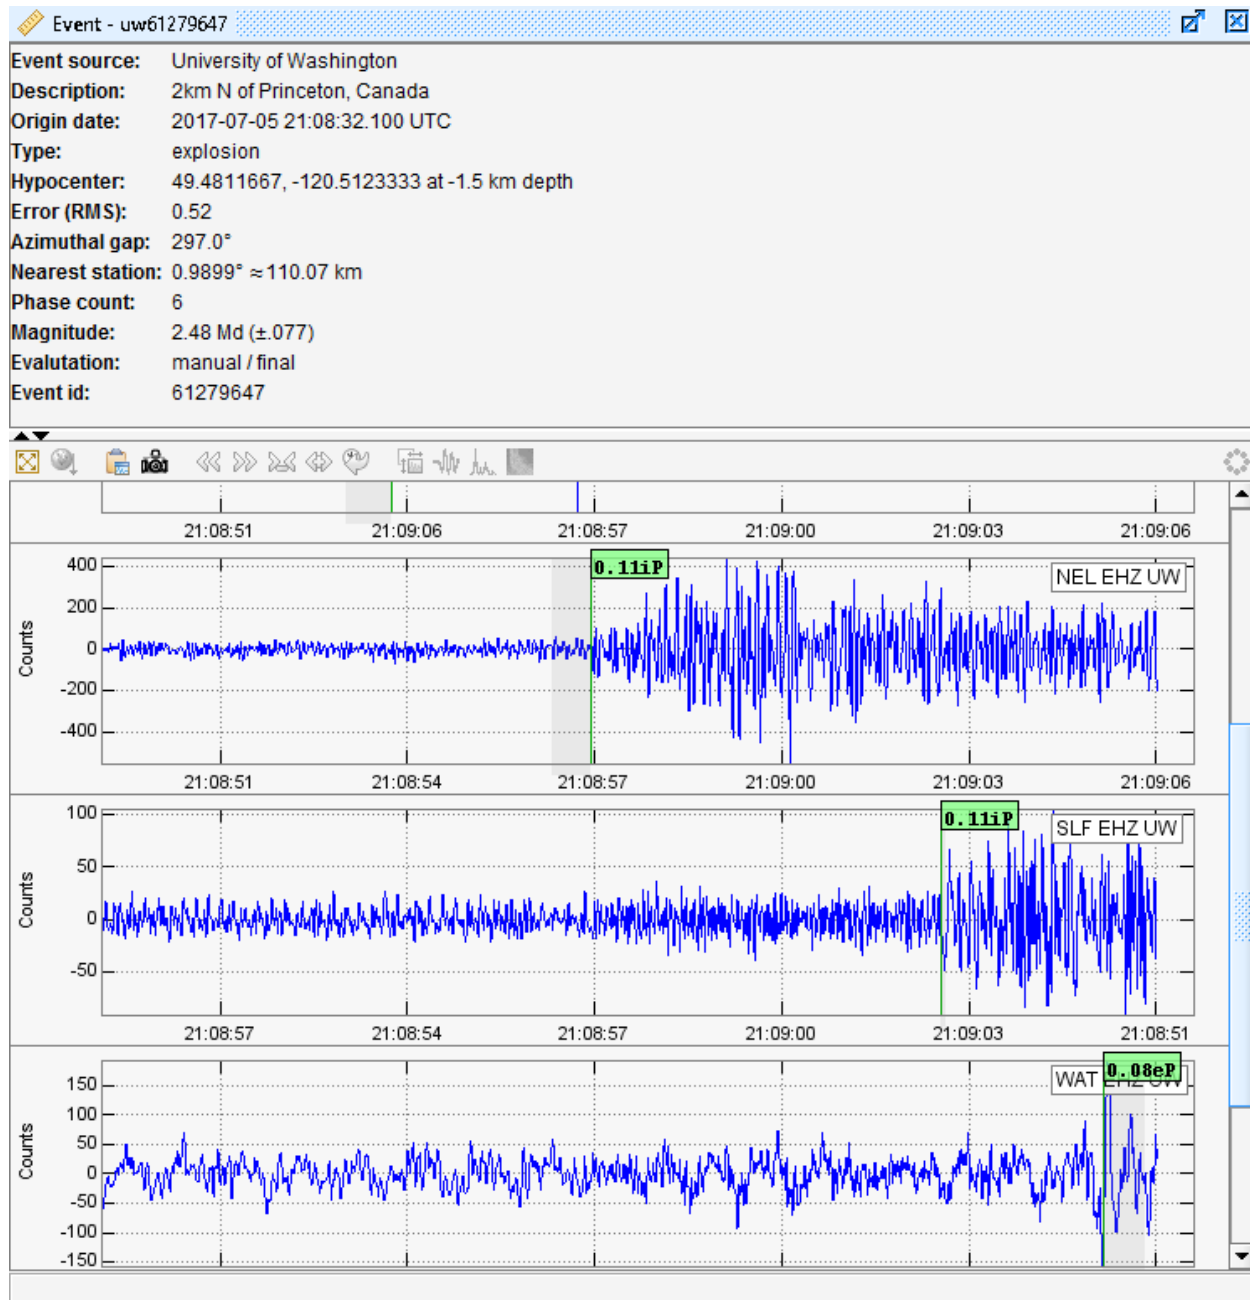 Event - uw61279647
Event source: University of Washington
Description: 2km N of Princeton, Canada
Origin date: 2017-07-05 21:08:32.100 UTC
Type: explosion
Hypocenter: 49.4811667, -120.5123333 at -1.5 km depth
Error (RMS): 0.52
Azimuthal gap: 297.0°
Nearest station: 0.9899° ≈110.07 km
Phase count: 6
Magnitude: 2.48 Md (±.077)
Evalutation: manual / final
Event id: 61279647
21:08:51 21:09:06 21:08:57 21:09:00 21:09:03 21:09:06
400 0.11iP NEL EHZ UW
200
0
-200
-400
Counts
21:08:51 21:08:54 21:08:57 21:09:00 21:09:03 21:09:06
100 0.11iP SLF EHZ UW
50
0
-50
Counts
21:08:57 21:08:54 21:08:57 21:09:00 21:09:03 21:08:51
150 WAT EHZ UW 0.08eP
100
50
0
-50
-100
-150
Counts